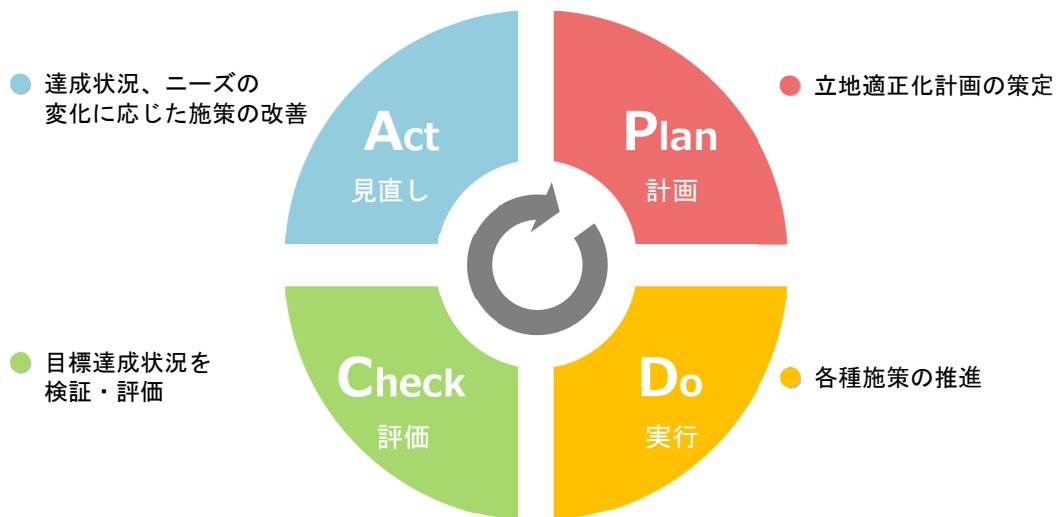 達成状況、ニーズの
変化に応じた施策の改善
Act
見直し
Plan
計画
立地適正化計画の策定
目標達成状況を
検証・評価
Check
評価
Do
実行
各種施策の推進